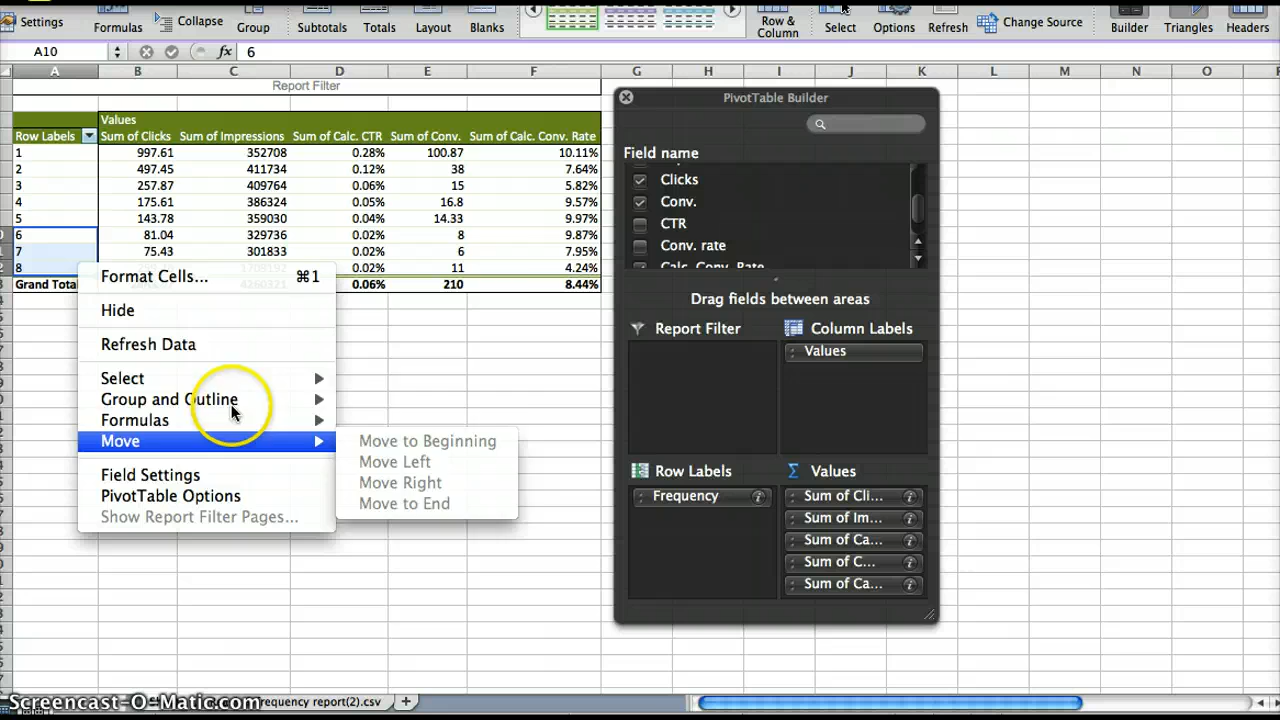 Settings Formulas Collapse Group Subtotals Totals Layout Blanks Row & Column Select Options Refresh Change Source Builder Triangles Headers
A10 fx 6
A B C D E F G H I J K L M N O
Report Filter
Values
Row Labels Sum of Clicks Sum of Impressions Sum of Calc. CTR Sum of Conv. Sum of Calc. Conv. Rate
1 997.61 352708 0.28% 100.87 10.11%
2 497.45 411734 0.12% 38 7.64%
3 257.87 409764 0.06% 15 5.82%
4 175.61 386324 0.05% 16.8 9.57%
5 143.78 359030 0.04% 14.33 9.97%
6 81.04 329736 0.02% 8 9.87%
7 75.43 301833 0.02% 6 7.95%
8 0.02% 11 4.24%
Grand Total 0.06% 210 8.44%
Format Cells... ⌘1
Hide
Refresh Data
Select
Group and Outline
Formulas
Move
Field Settings
PivotTable Options
Show Report Filter Pages...
Move to Beginning
Move Left
Move Right
Move to End
PivotTable Builder
Field name
Clicks
Conv.
CTR
Conv. rate
Calc. Conv. Rate
Drag fields between areas
Report Filter
Column Labels
Values
Row Labels
Frequency
Values
Sum of Cli...
Sum of Im...
Sum of Ca...
Sum of C...
Sum of Ca...
Screencast-O-Matic.com
requency report(2).csv